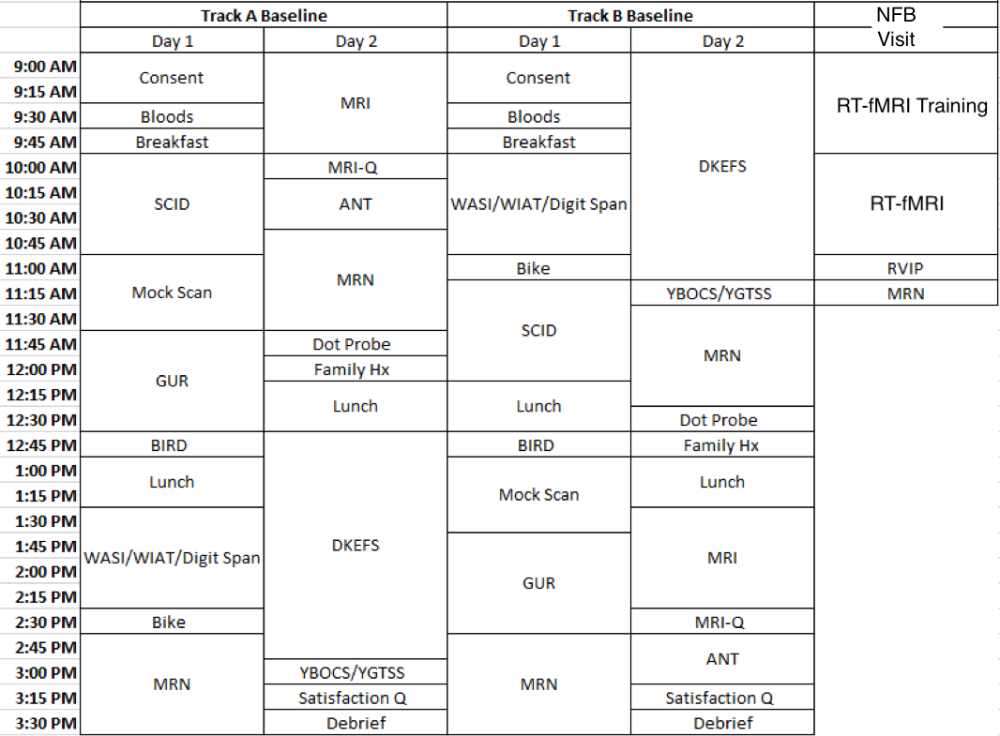 Track A Baseline Track B Baseline NFB
Day 1 Day 2 Day 1 Day 2 Visit
9:00 AM
Consent Consent
9:15 AM
MRI RT-fMRI Training
9:30 AM Bloods Bloods
9:45 AM Breakfast Breakfast
10:00 AM MRI-Q DKEFS
10:15 AM
SCID ANT WASI/WIAT/Digit Span RT-fMRI
10:30 AM
10:45 AM
11:00 AM Bike RVIP
MRN
11:15 AM Mock Scan YBOCS/YGTSS MRN
11:30 AM
SCID
11:45 AM Dot Probe
MRN
12:00 PM Family Hx
GUR
12:15 PM
Lunch Lunch
12:30 PM Dot Probe
12:45 PM BIRD BIRD Family Hx
1:00 PM
Lunch Lunch
1:15 PM Mock Scan
1:30 PM
1:45 PM DKEFS
WASI/WIAT/Digit Span MRI
2:00 PM
GUR
2:15 PM
2:30 PM Bike MRI-Q
2:45 PM
ANT
3:00 PM YBOCS/YGTSS
MRN MRN
3:15 PM Satisfaction Q Satisfaction Q
3:30 PM Debrief Debrief